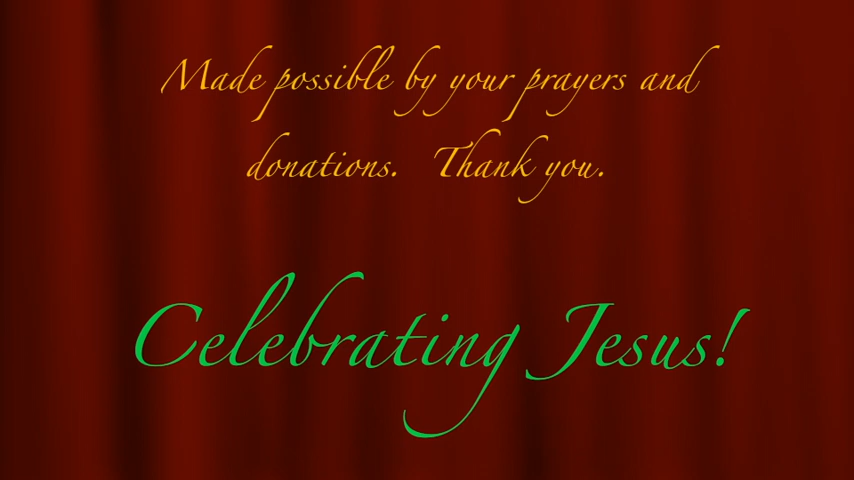 Made possible by your prayers and
donations. Thank you.
Celebrating Jesus!